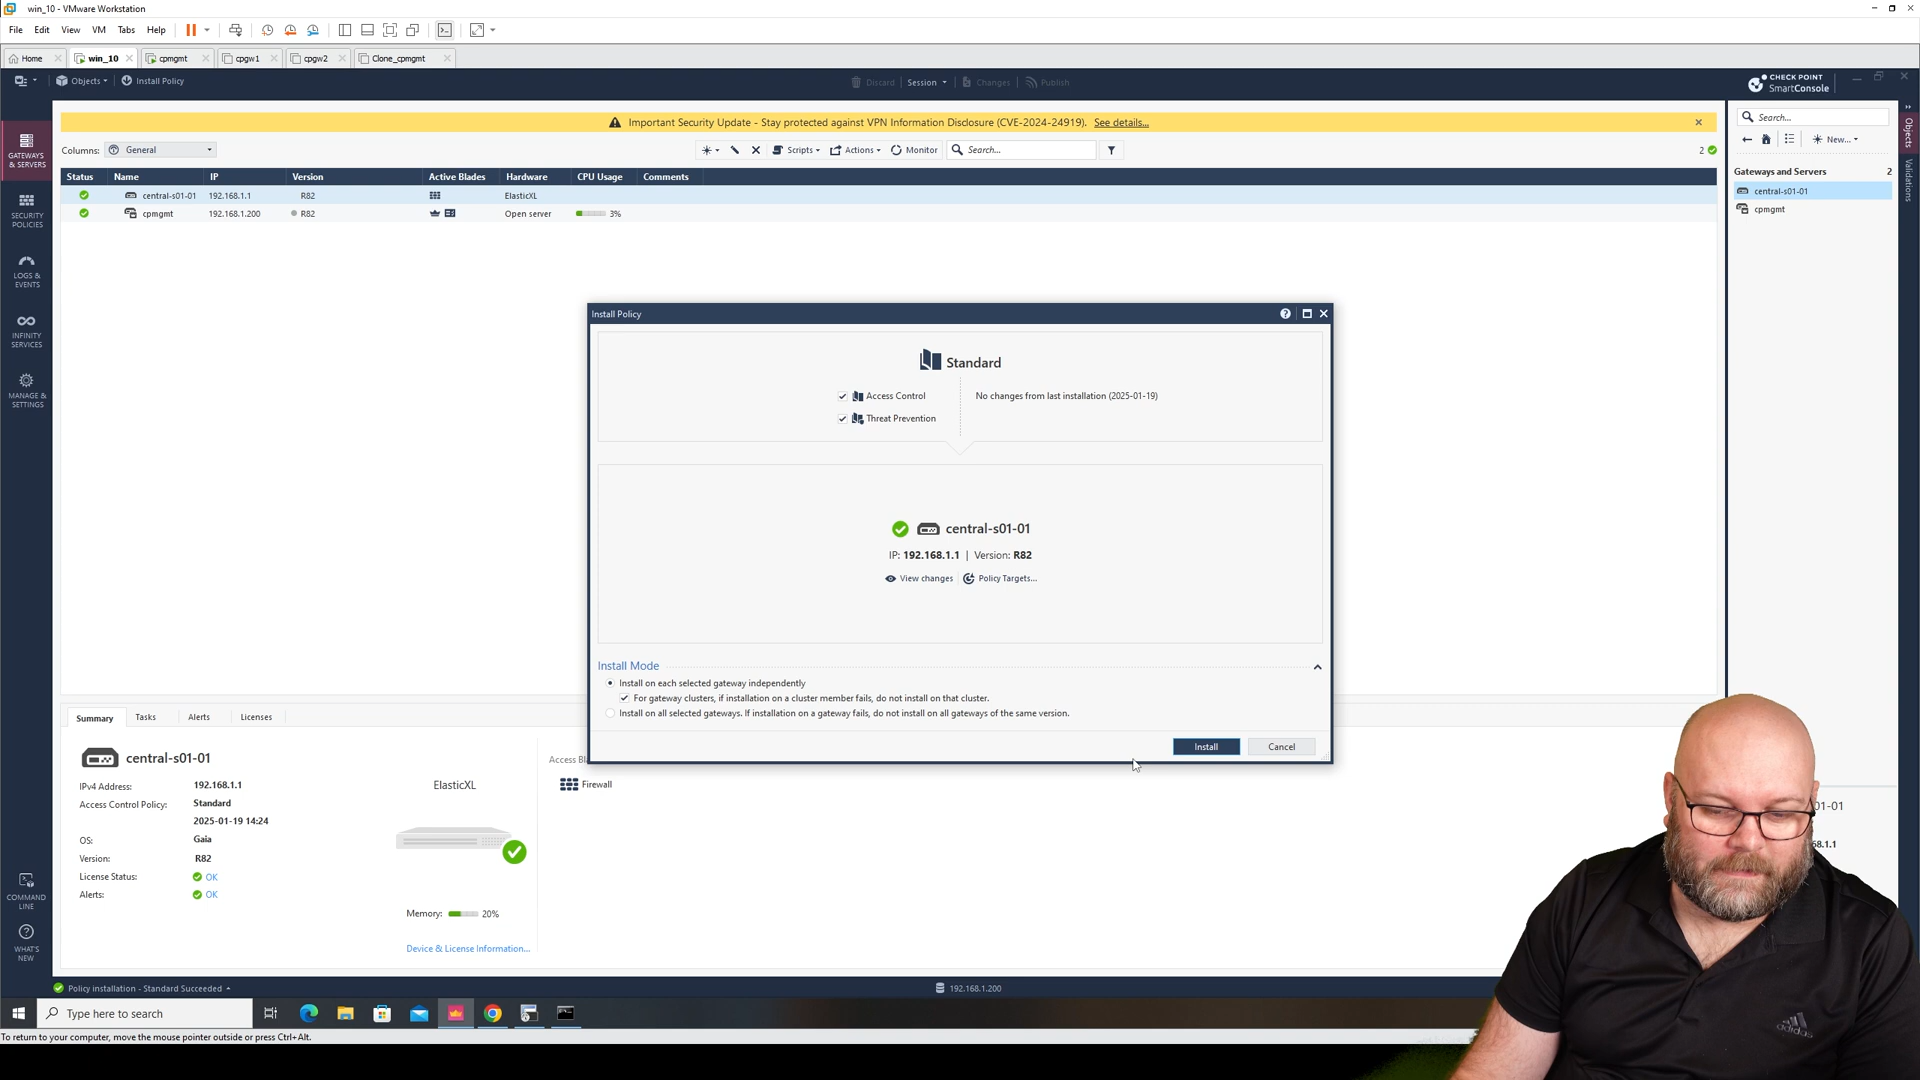 win_10 - VMware Workstation
File Edit View VM Tabs Help
Home win_10 cpmgmt cpgw1 cpgw2 Clone_cpmgmt
Objects Install Policy Discard Session Changes Publish
CHECK POINT
SmartConsole
Important Security Update - Stay protected against VPN Information Disclosure (CVE-2024-24919). See details...
Search...
Columns: General Scripts Actions Monitor Search... 2
New...
Objects
Validations
GATEWAYS
& SERVERS
SECURITY
POLICIES
LOGS &
EVENTS
INFINITY
SERVICES
MANAGE &
SETTINGS
COMMAND
LINE
WHAT'S
NEW
Status Name IP Version Active Blades Hardware CPU Usage Comments
central-s01-01 192.168.1.1 R82 ElasticXL
cpmgmt 192.168.1.200 R82 Open server 3%
Gateways and Servers 2
central-s01-01
cpmgmt
Install Policy
Standard
Access Control No changes from last installation (2025-01-19)
Threat Prevention
central-s01-01
IP: 192.168.1.1 | Version: R82
View changes Policy Targets...
Install Mode
Install on each selected gateway independently
For gateway clusters, if installation on a cluster member fails, do not install on that cluster.
Install on all selected gateways. If installation on a gateway fails, do not install on all gateways of the same version.
Install Cancel
Summary Tasks Alerts Licenses
central-s01-01
IPv4 Address: 192.168.1.1 ElasticXL
Access Control Policy: Standard
2025-01-19 14:24
OS: Gaia
Version: R82
License Status: OK
Alerts: OK
Memory: 20%
Device & License Information...
Access Bl
Firewall
01-01
68.1.1
Policy installation - Standard Succeeded 192.168.1.200
Type here to search
To return to your computer, move the mouse pointer outside or press Ctrl+Alt.
adidas